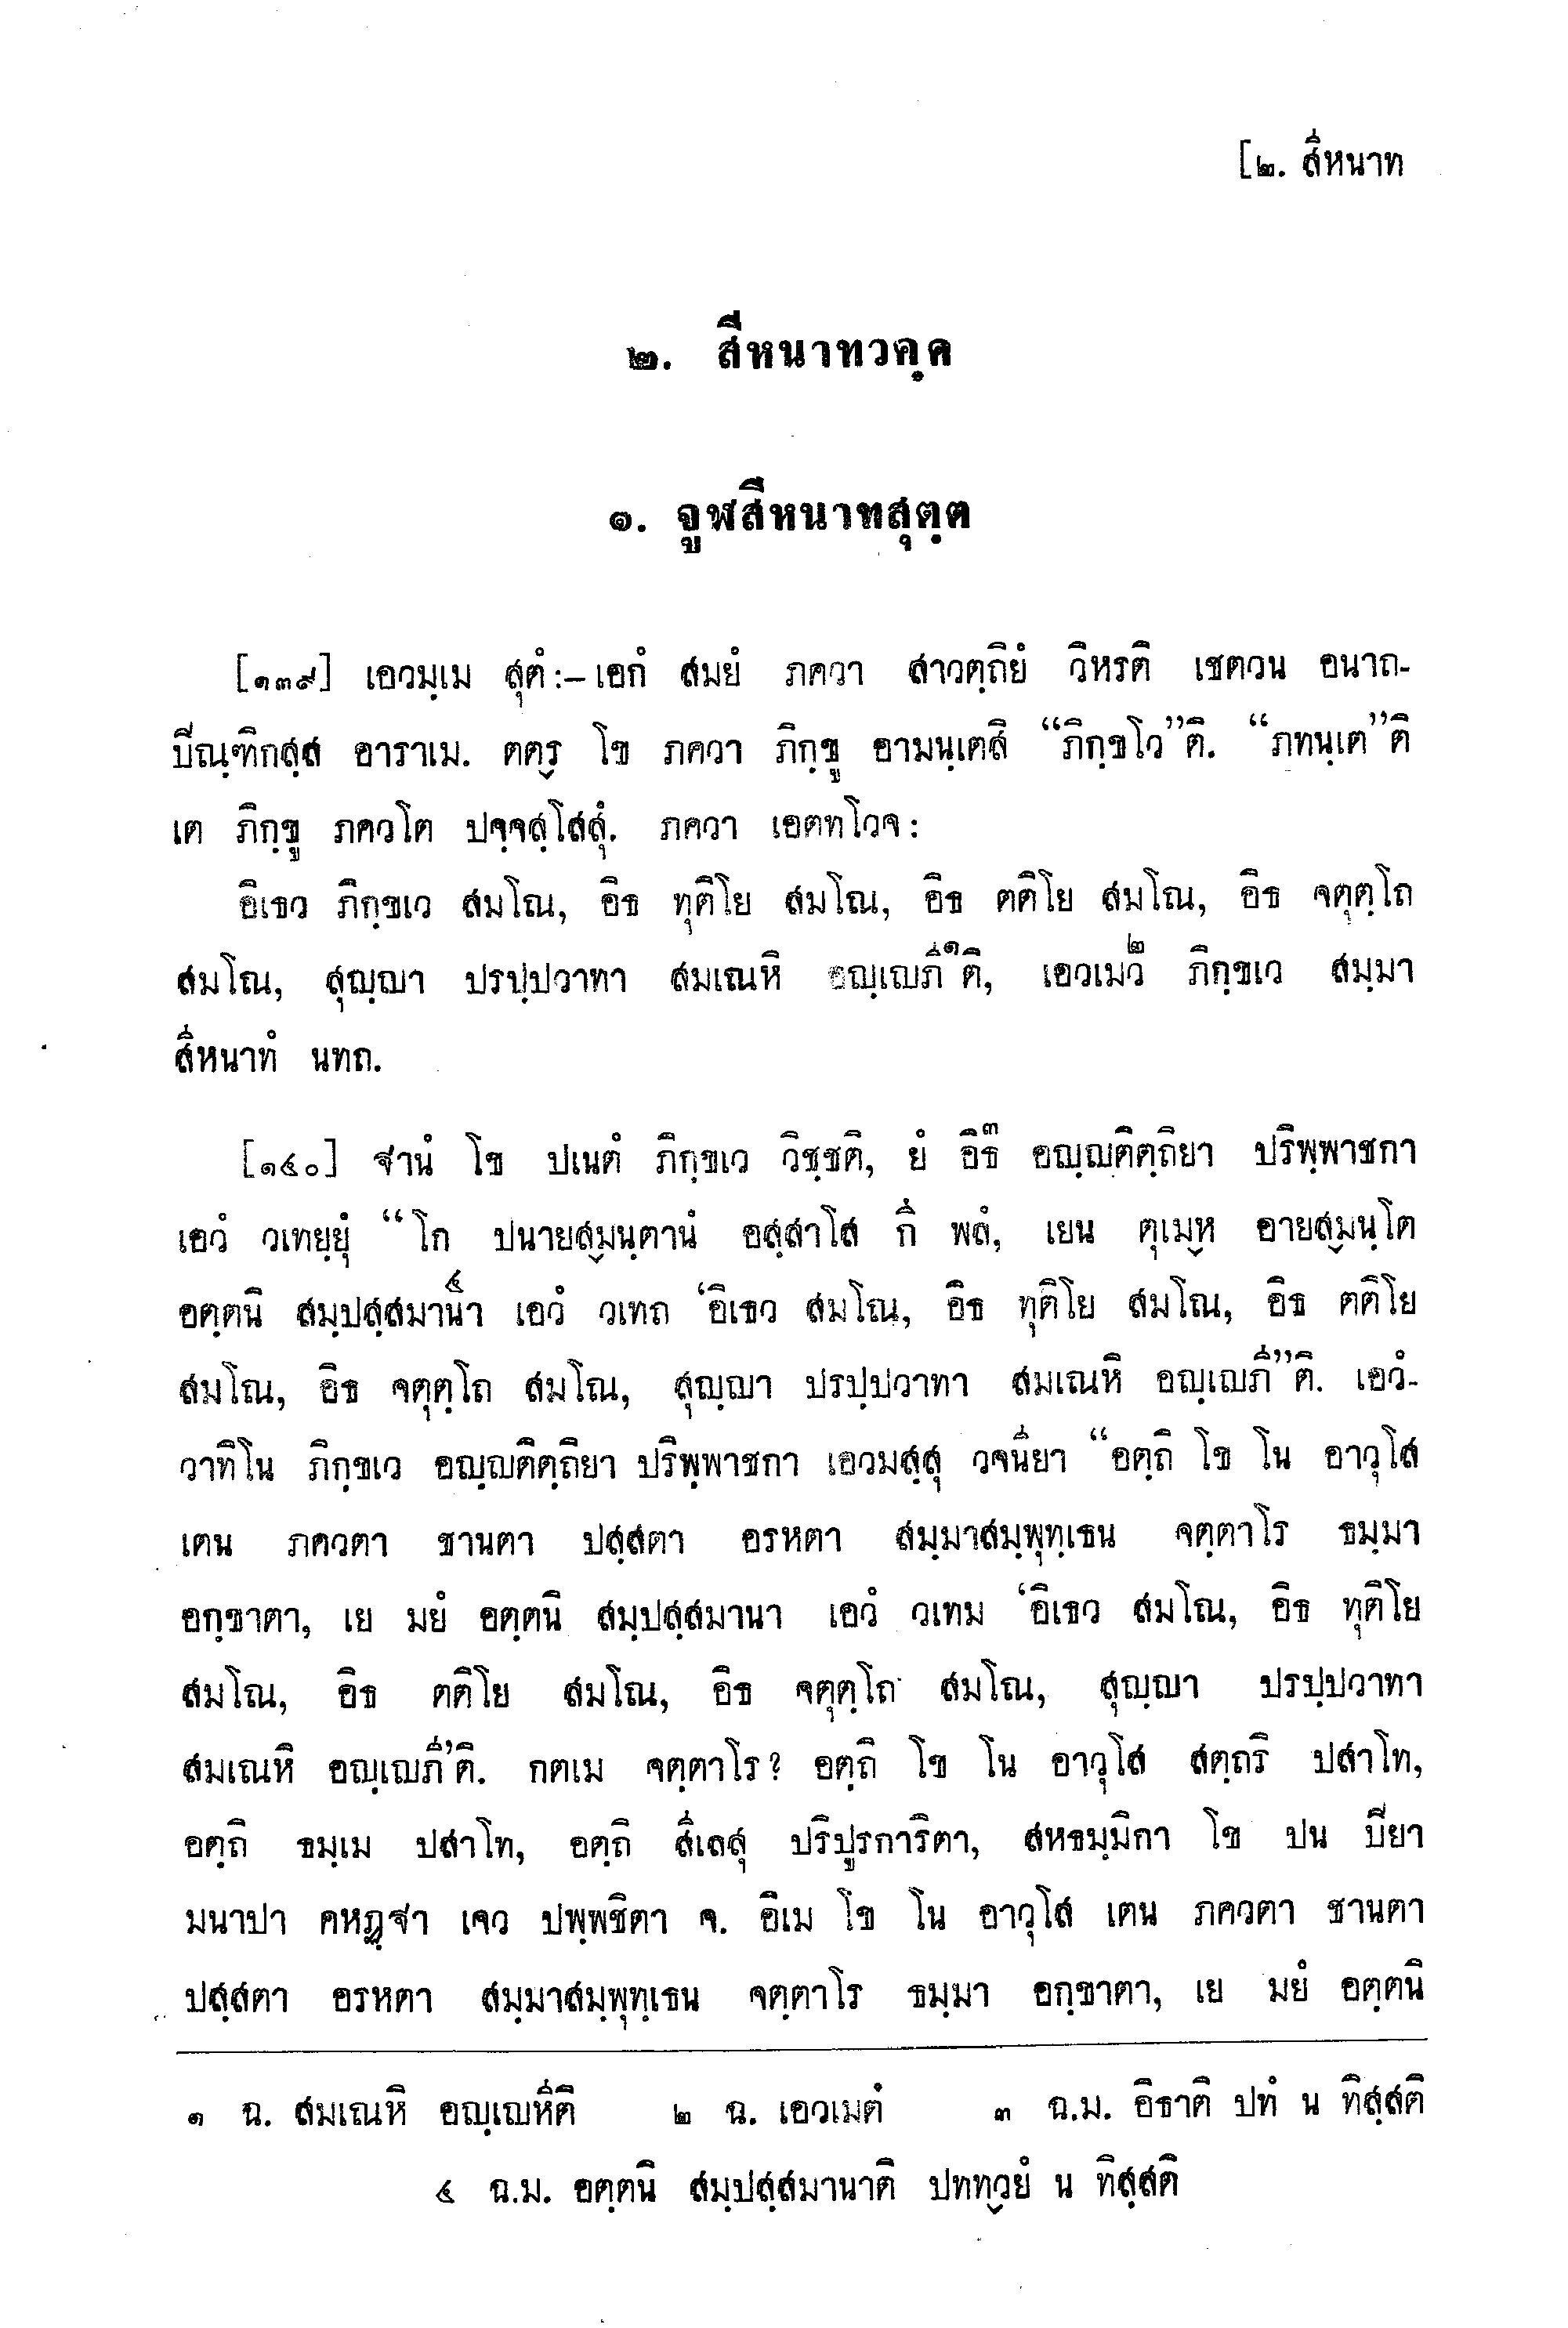 [๒. สีหนาท
๒. สีหนาทวคฺค
๑. จูฬสีหนาทสุตฺต
[๑๓๙] เอวมฺเม สุตํ:– เอกํ สมยํ ภควา สาวตฺถิยํ วิหรติ เชตวน อนาถ-
ปิณฺฑิกสฺส อาราเม. ตตฺร โข ภควา ภิกฺขู อามนฺเตสิ “ภิกฺขโว”ติ. “ภทนฺเต”ติ
เต ภิกฺขู ภควโต ปจฺจสฺโสสุํ. ภควา เอตทโวจ:
อิเธว ภิกฺขเว สมโณ, อิธ ทุติโย สมโณ, อิธ ตติโย สมโณ, อิธ จตุตฺโถ
สมโณ, สุญฺญา ปรปฺปวาทา สมเณหิ อญฺเญภี๑ติ, เอวเมว๒ ภิกฺขเว สมฺมา
สีหนาทํ นทถ.
[๑๔๐] ฐานํ โข ปเนตํ ภิกฺขเว วิชฺชติ, ยํ อิธ๓ อญฺญติตฺถิยา ปริพฺพาชกา
เอวํ วเทยฺยุํ “โก ปนายสฺมนฺตานํ อสฺสาโส กึ พลํ, เยน ตุเมฺห อายสฺมนฺโต
อตฺตนิ สมฺปสฺสมานา๔ เอวํ วเทถ ‘อิเธว สมโณ, อิธ ทุติโย สมโณ, อิธ ตติโย
สมโณ, อิธ จตุตฺโถ สมโณ, สุญฺญา ปรปฺปวาทา สมเณหิ อญฺเญภี”ติ. เอวํ-
วาทิโน ภิกฺขเว อญฺญติตฺถิยา ปริพฺพาชกา เอวมสฺสุ วจนียา “อตฺถิ โข โน อาวุโส
เตน ภควตา ชานตา ปสฺสตา อรหตา สมฺมาสมฺพุทฺเธน จตฺตาโร ธมฺมา
อกฺขาตา, เย มยํ อตฺตนิ สมฺปสฺสมานา เอวํ วเทม ‘อิเธว สมโณ, อิธ ทุติโย
สมโณ, อิธ ตติโย สมโณ, อิธ จตุตฺโถ สมโณ, สุญฺญา ปรปฺปวาทา
สมเณหิ อญฺเญภี’ติ. กตเม จตฺตาโร? อตฺถิ โข โน อาวุโส สตฺถริ ปสาโท,
อตฺถิ ธมฺเม ปสาโท, อตฺถิ สีเลสุ ปริปูรการิตา, สหธมฺมิกา โข ปน ปิยา
มนาปา คหฏฺฐา เจว ปพฺพชิตา จ. อิเม โข โน อาวุโส เตน ภควตา ชานตา
ปสฺสตา อรหตา สมฺมาสมฺพุทฺเธน จตฺตาโร ธมฺมา อกฺขาตา, เย มยํ อตฺตนิ
๑ ฉ. สมเณหิ อญฺเญหีติ ๒ ฉ. เอวเมตํ ๓ ฉ.ม. อิธาติ ปทํ น ทิสฺสติ
๔ ฉ.ม. อตฺตนิ สมฺปสฺสมานาติ ปททฺวยํ น ทิสฺสติ